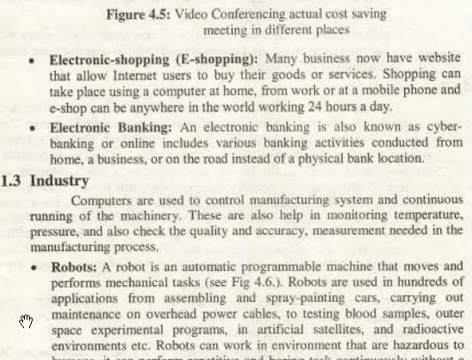 Figure 4.5: Video Conferencing actual cost saving
meeting in different places
• Electronic-shopping (E-shopping): Many business now have website
that allow Internet users to buy their goods or services. Shopping can
take place using a computer at home, from work or at a mobile phone and
e-shop can be anywhere in the world working 24 hours a day.
• Electronic Banking: An electronic banking is also known as cyber-
banking or online includes various banking activities conducted from
home, a business, or on the road instead of a physical bank location.
1.3 Industry
Computers are used to control manufacturing system and continuous
running of the machinery. These are also help in monitoring temperature,
pressure, and also check the quality and accuracy, measurement needed in the
manufacturing process.
• Robots: A robot is an automatic programmable machine that moves and
performs mechanical tasks (see Fig 4.6.). Robots are used in hundreds of
applications from assembling and spray-painting cars, carrying out
maintenance on overhead power cables, to testing blood samples, outer
space experimental programs, in artificial satellites, and radioactive
environments etc. Robots can work in environment that are hazardous to